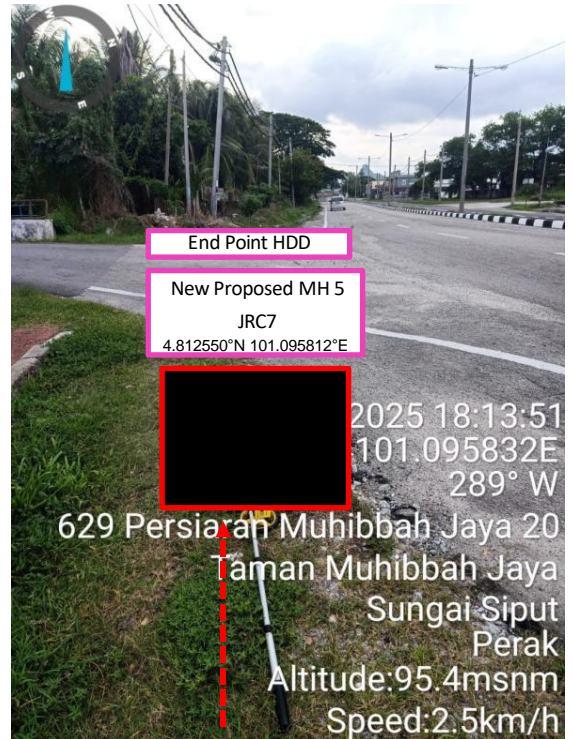 End Point HDD
New Proposed MH 5
JRC7
4.812550°N 101.095812°E
2025 18:13:51
101.095832E
289° W
629 Persiaran Muhibbah Jaya 20
Taman Muhibbah Jaya
Sungai Siput
Perak
Altitude:95.4msnm
Speed:2.5km/h